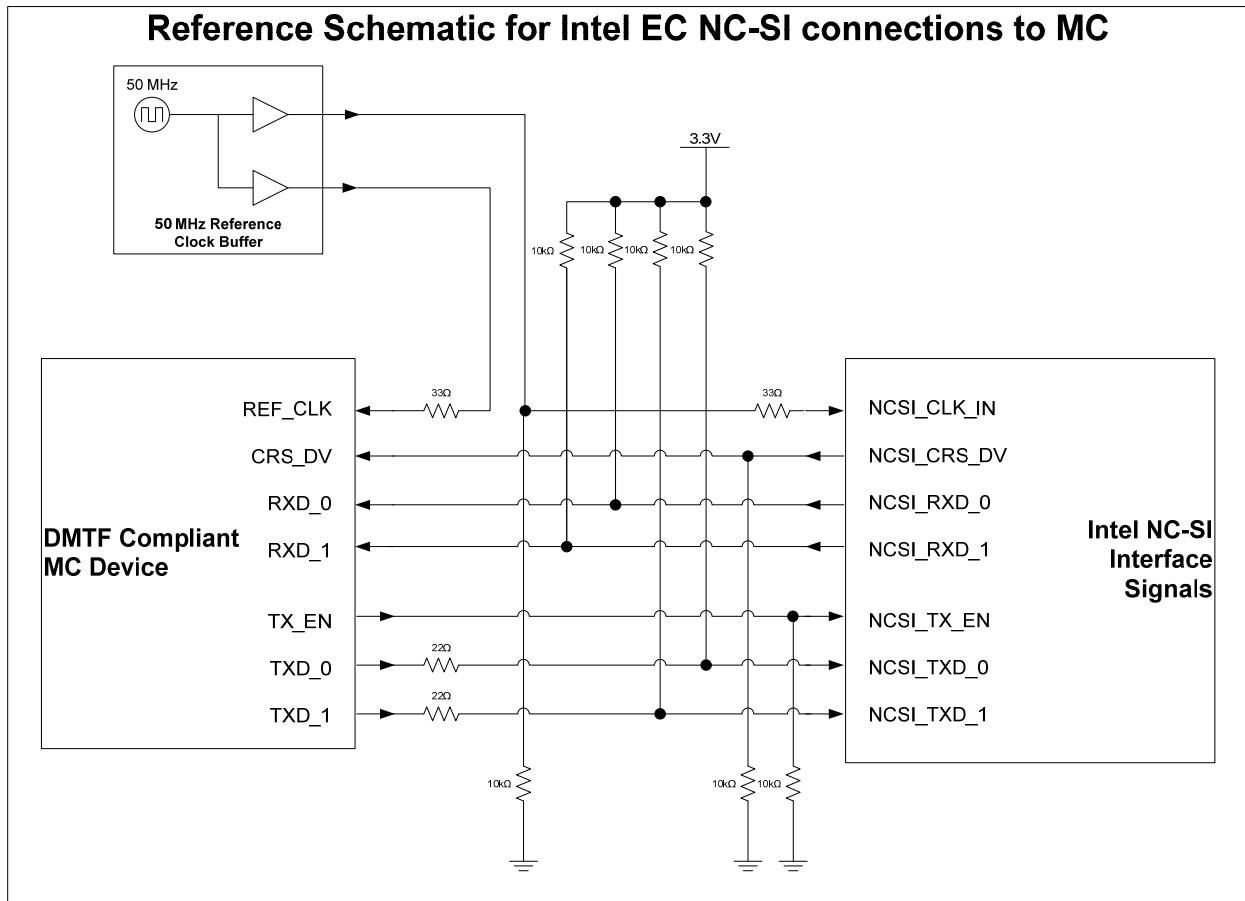 Reference Schematic for Intel EC NC-SI connections to MC
50 MHz
50 MHz Reference
Clock Buffer
3.3V
10kΩ
10kΩ
10kΩ
10kΩ
33Ω
33Ω
REF_CLK
CRS_DV
RXD_0
RXD_1
DMTF Compliant
MC Device
TX_EN
TXD_0
TXD_1
22Ω
22Ω
NCSI_CLK_IN
NCSI_CRS_DV
NCSI_RXD_0
NCSI_RXD_1
Intel NC-SI
Interface
Signals
NCSI_TX_EN
NCSI_TXD_0
NCSI_TXD_1
10kΩ
10kΩ
10kΩ